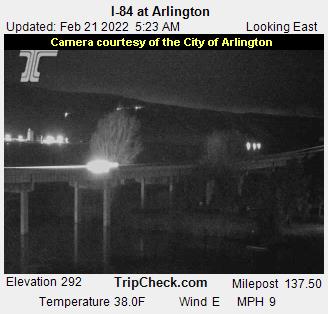 I-84 at Arlington
Updated: Feb 21 2022 5:23 AM Looking East
Camera courtesy of the City of Arlington
Elevation 292 TripCheck.com Milepost 137.50
Temperature 38.0F Wind E MPH 9